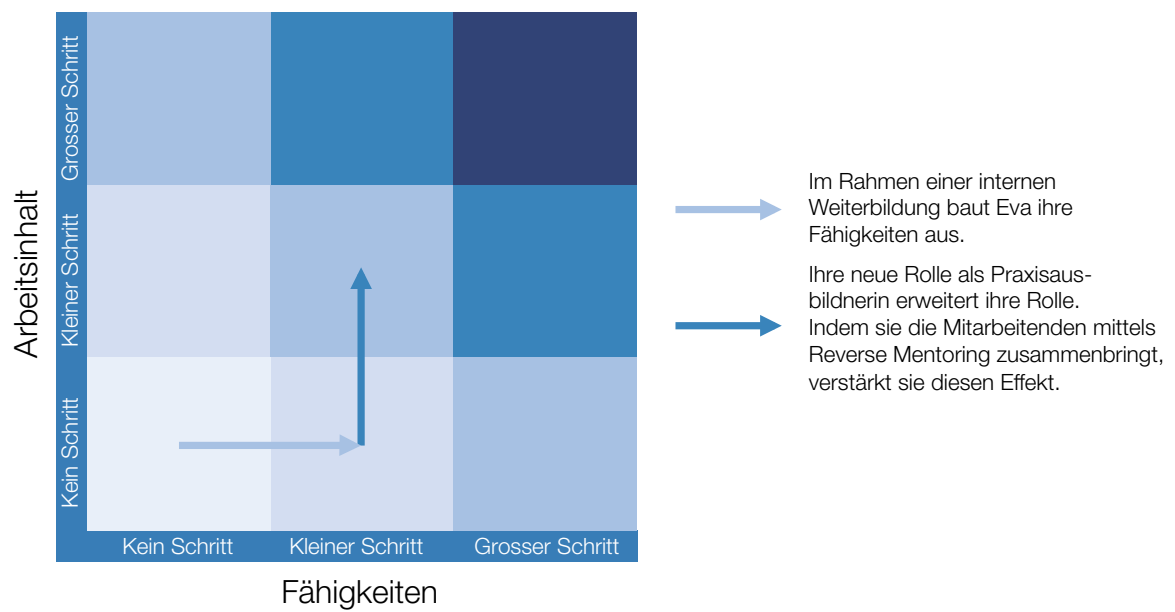 Arbeitsinhalt
Grosser Schritt
Kleiner Schritt
Kein Schritt
Kein Schritt
Kleiner Schritt
Grosser Schritt
Fähigkeiten
Im Rahmen einer internen
Weiterbildung baut Eva ihre
Fähigkeiten aus.
Ihre neue Rolle als Praxisaus-
bildnerin erweitert ihre Rolle.
Indem sie die Mitarbeitenden mittels
Reverse Mentoring zusammenbringt,
verstärkt sie diesen Effekt.